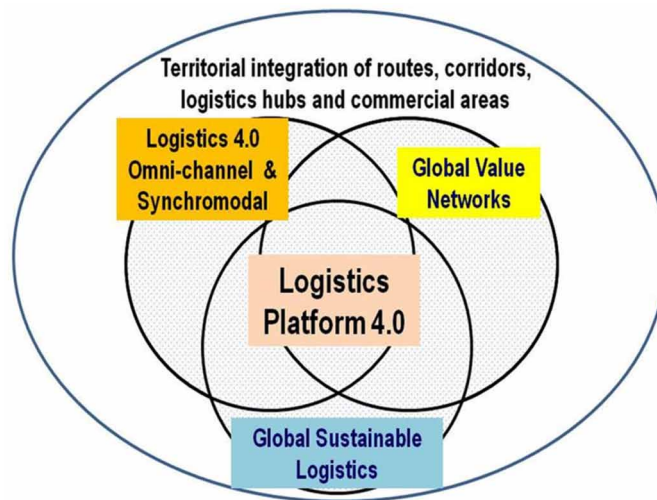 Territorial integration of routes, corridors,
logistics hubs and commercial areas
Logistics 4.0
Omni-channel &
Synchromodal
Global Value
Networks
Logistics
Platform 4.0
Global Sustainable
Logistics